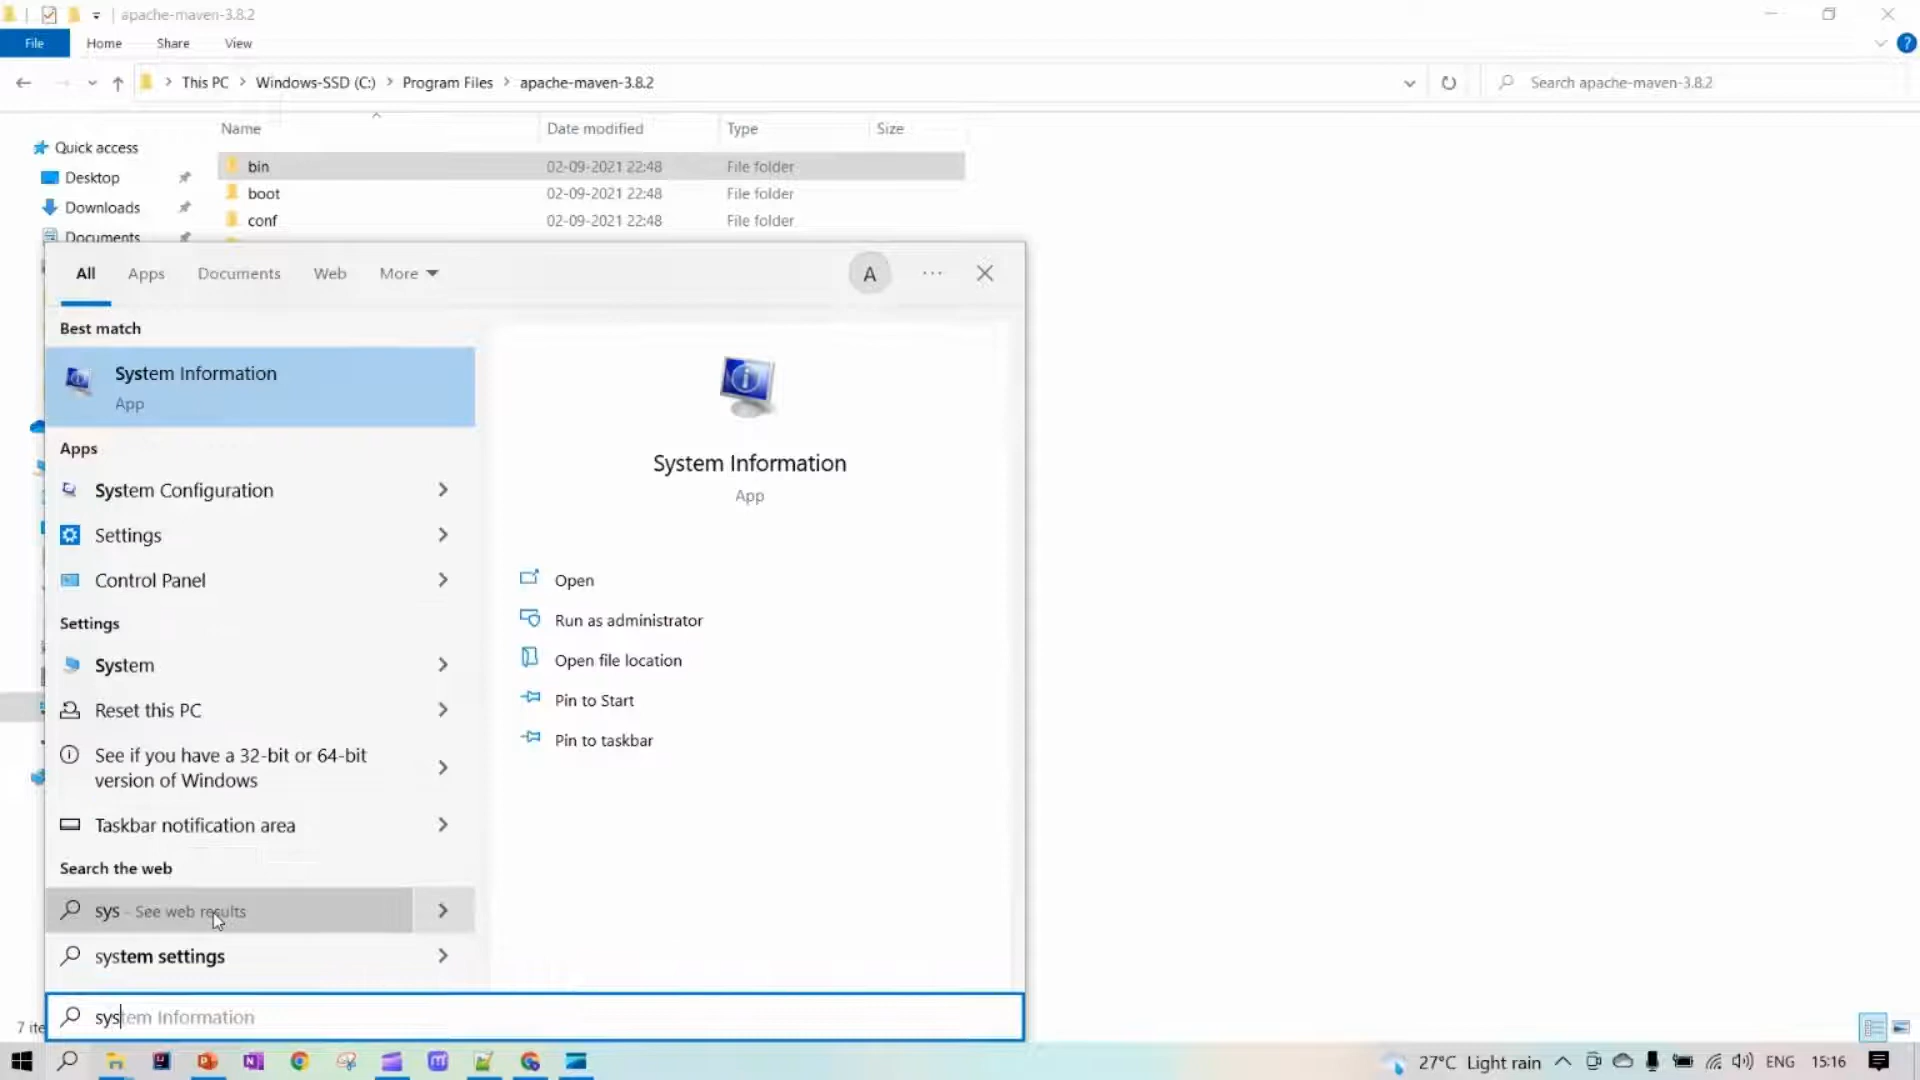 apache-maven-3.8.2
File Home Share View
This PC Windows-SSD (C:) Program Files apache-maven-3.8.2 Search apache-maven-3.8.2
Name Date modified Type Size
Quick access
Desktop
Downloads
Documents
bin 02-09-2021 22:48 File folder
boot 02-09-2021 22:48 File folder
conf 02-09-2021 22:48 File folder
All Apps Documents Web More A
Best match
System Information
App
Apps
System Configuration
Settings
Control Panel
Settings
System
Reset this PC
See if you have a 32-bit or 64-bit
version of Windows
Taskbar notification area
Search the web
sys - See web results
system settings
System Information
App
Open
Run as administrator
Open file location
Pin to Start
Pin to taskbar
system Information
7
27°C Light rain ENG 15:16